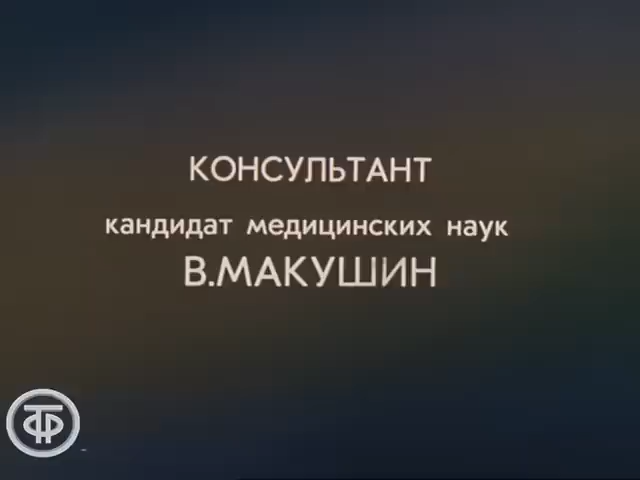 КОНСУЛЬТАНТ
кандидат медицинских наук
В.МАКУШИН